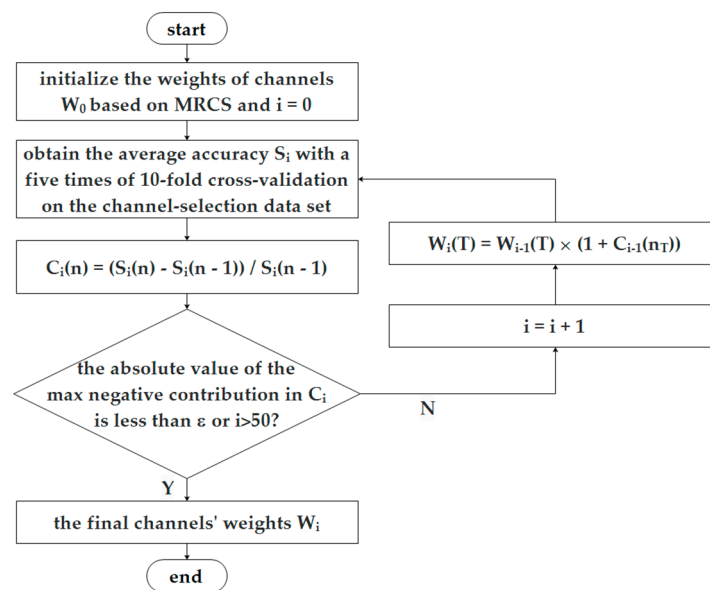 start
initialize the weights of channels
W₀ based on MRCS and i = 0
obtain the average accuracy Sᵢ with a
five times of 10-fold cross-validation
on the channel-selection data set
Cᵢ(n) = (Sᵢ(n) - Sᵢ(n - 1)) / Sᵢ(n - 1)
the absolute value of the
max negative contribution in Cᵢ
is less than ε or i>50?
N
i = i + 1
Wᵢ(T) = Wᵢ₋₁(T) × (1 + Cᵢ₋₁(n_T))
Y
the final channels' weights Wᵢ
end